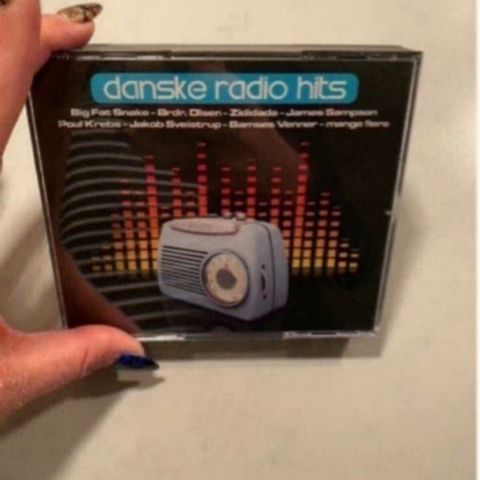 danske radio hits
Big Fat Snake - Brdr. Olsen - Zididada - James Sampson
Poul Krebs - Jakob Sveistrup - Bamses Venner - mange flere